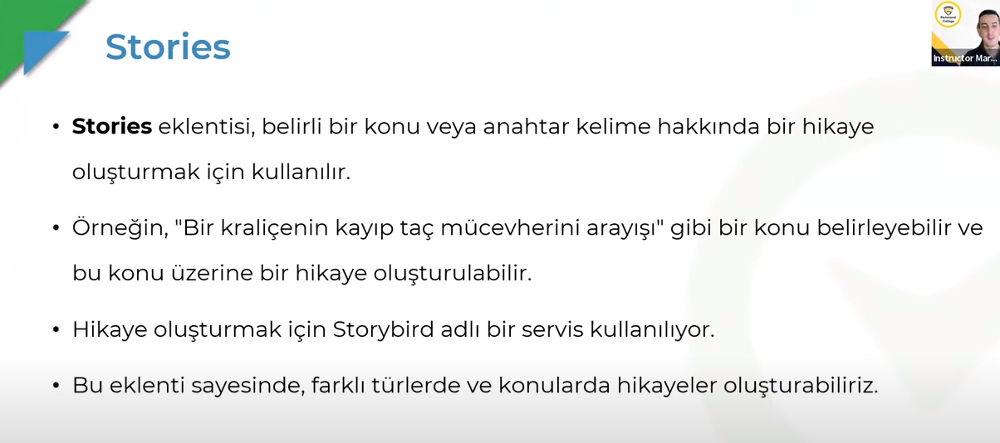 Stories
Richmond
College
Instructor Mar...
• Stories eklentisi, belirli bir konu veya anahtar kelime hakkında bir hikaye
oluşturmak için kullanılır.
• Örneğin, "Bir kraliçenin kayıp taç mücevherini arayışı" gibi bir konu belirleyebilir ve
bu konu üzerine bir hikaye oluşturulabilir.
• Hikaye oluşturmak için Storybird adlı bir servis kullanılıyor.
• Bu eklenti sayesinde, farklı türlerde ve konularda hikayeler oluşturabiliriz.